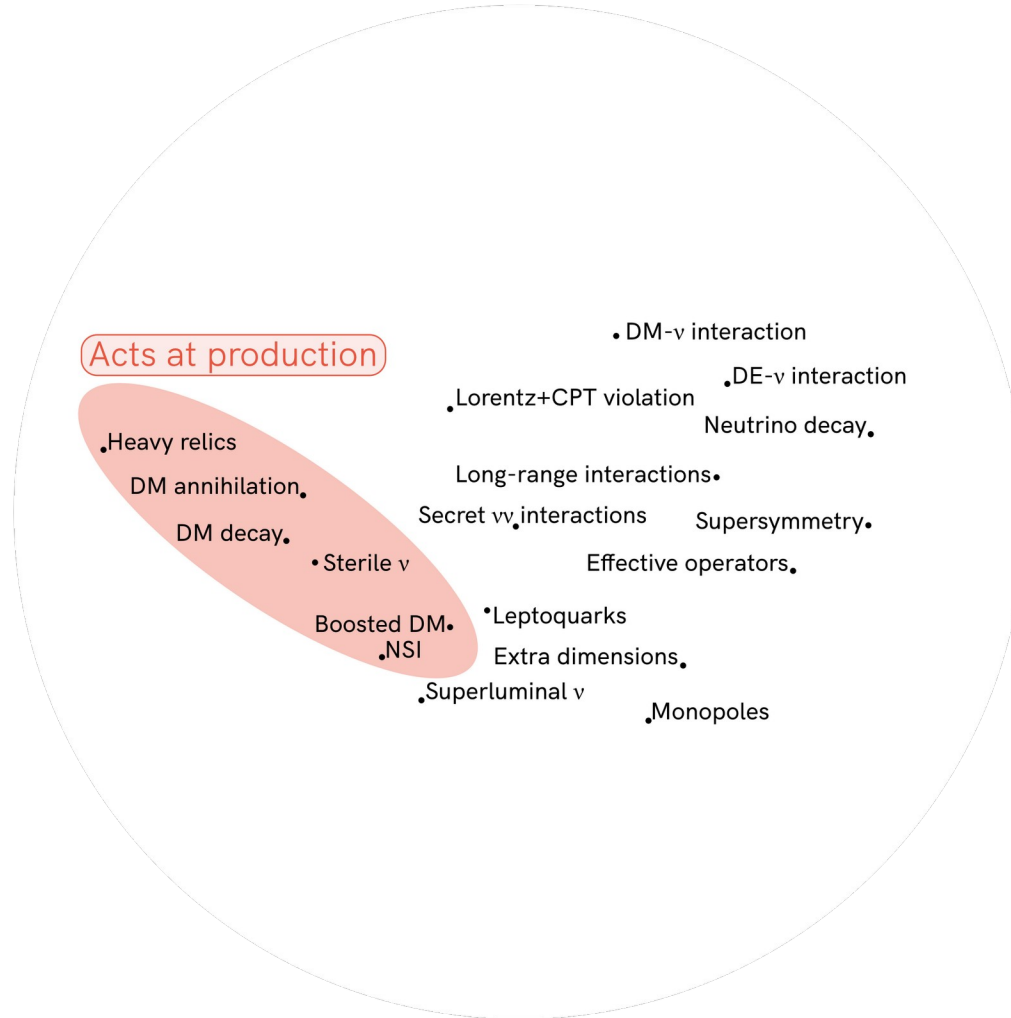 DM-ν interaction
Acts at production
DE-ν interaction
Lorentz+CPT violation
Neutrino decay
Heavy relics
Long-range interactions
DM annihilation
Secret νν interactions
Supersymmetry
DM decay
Sterile ν
Effective operators
Leptoquarks
Boosted DM
NSI
Extra dimensions
Superluminal ν
Monopoles